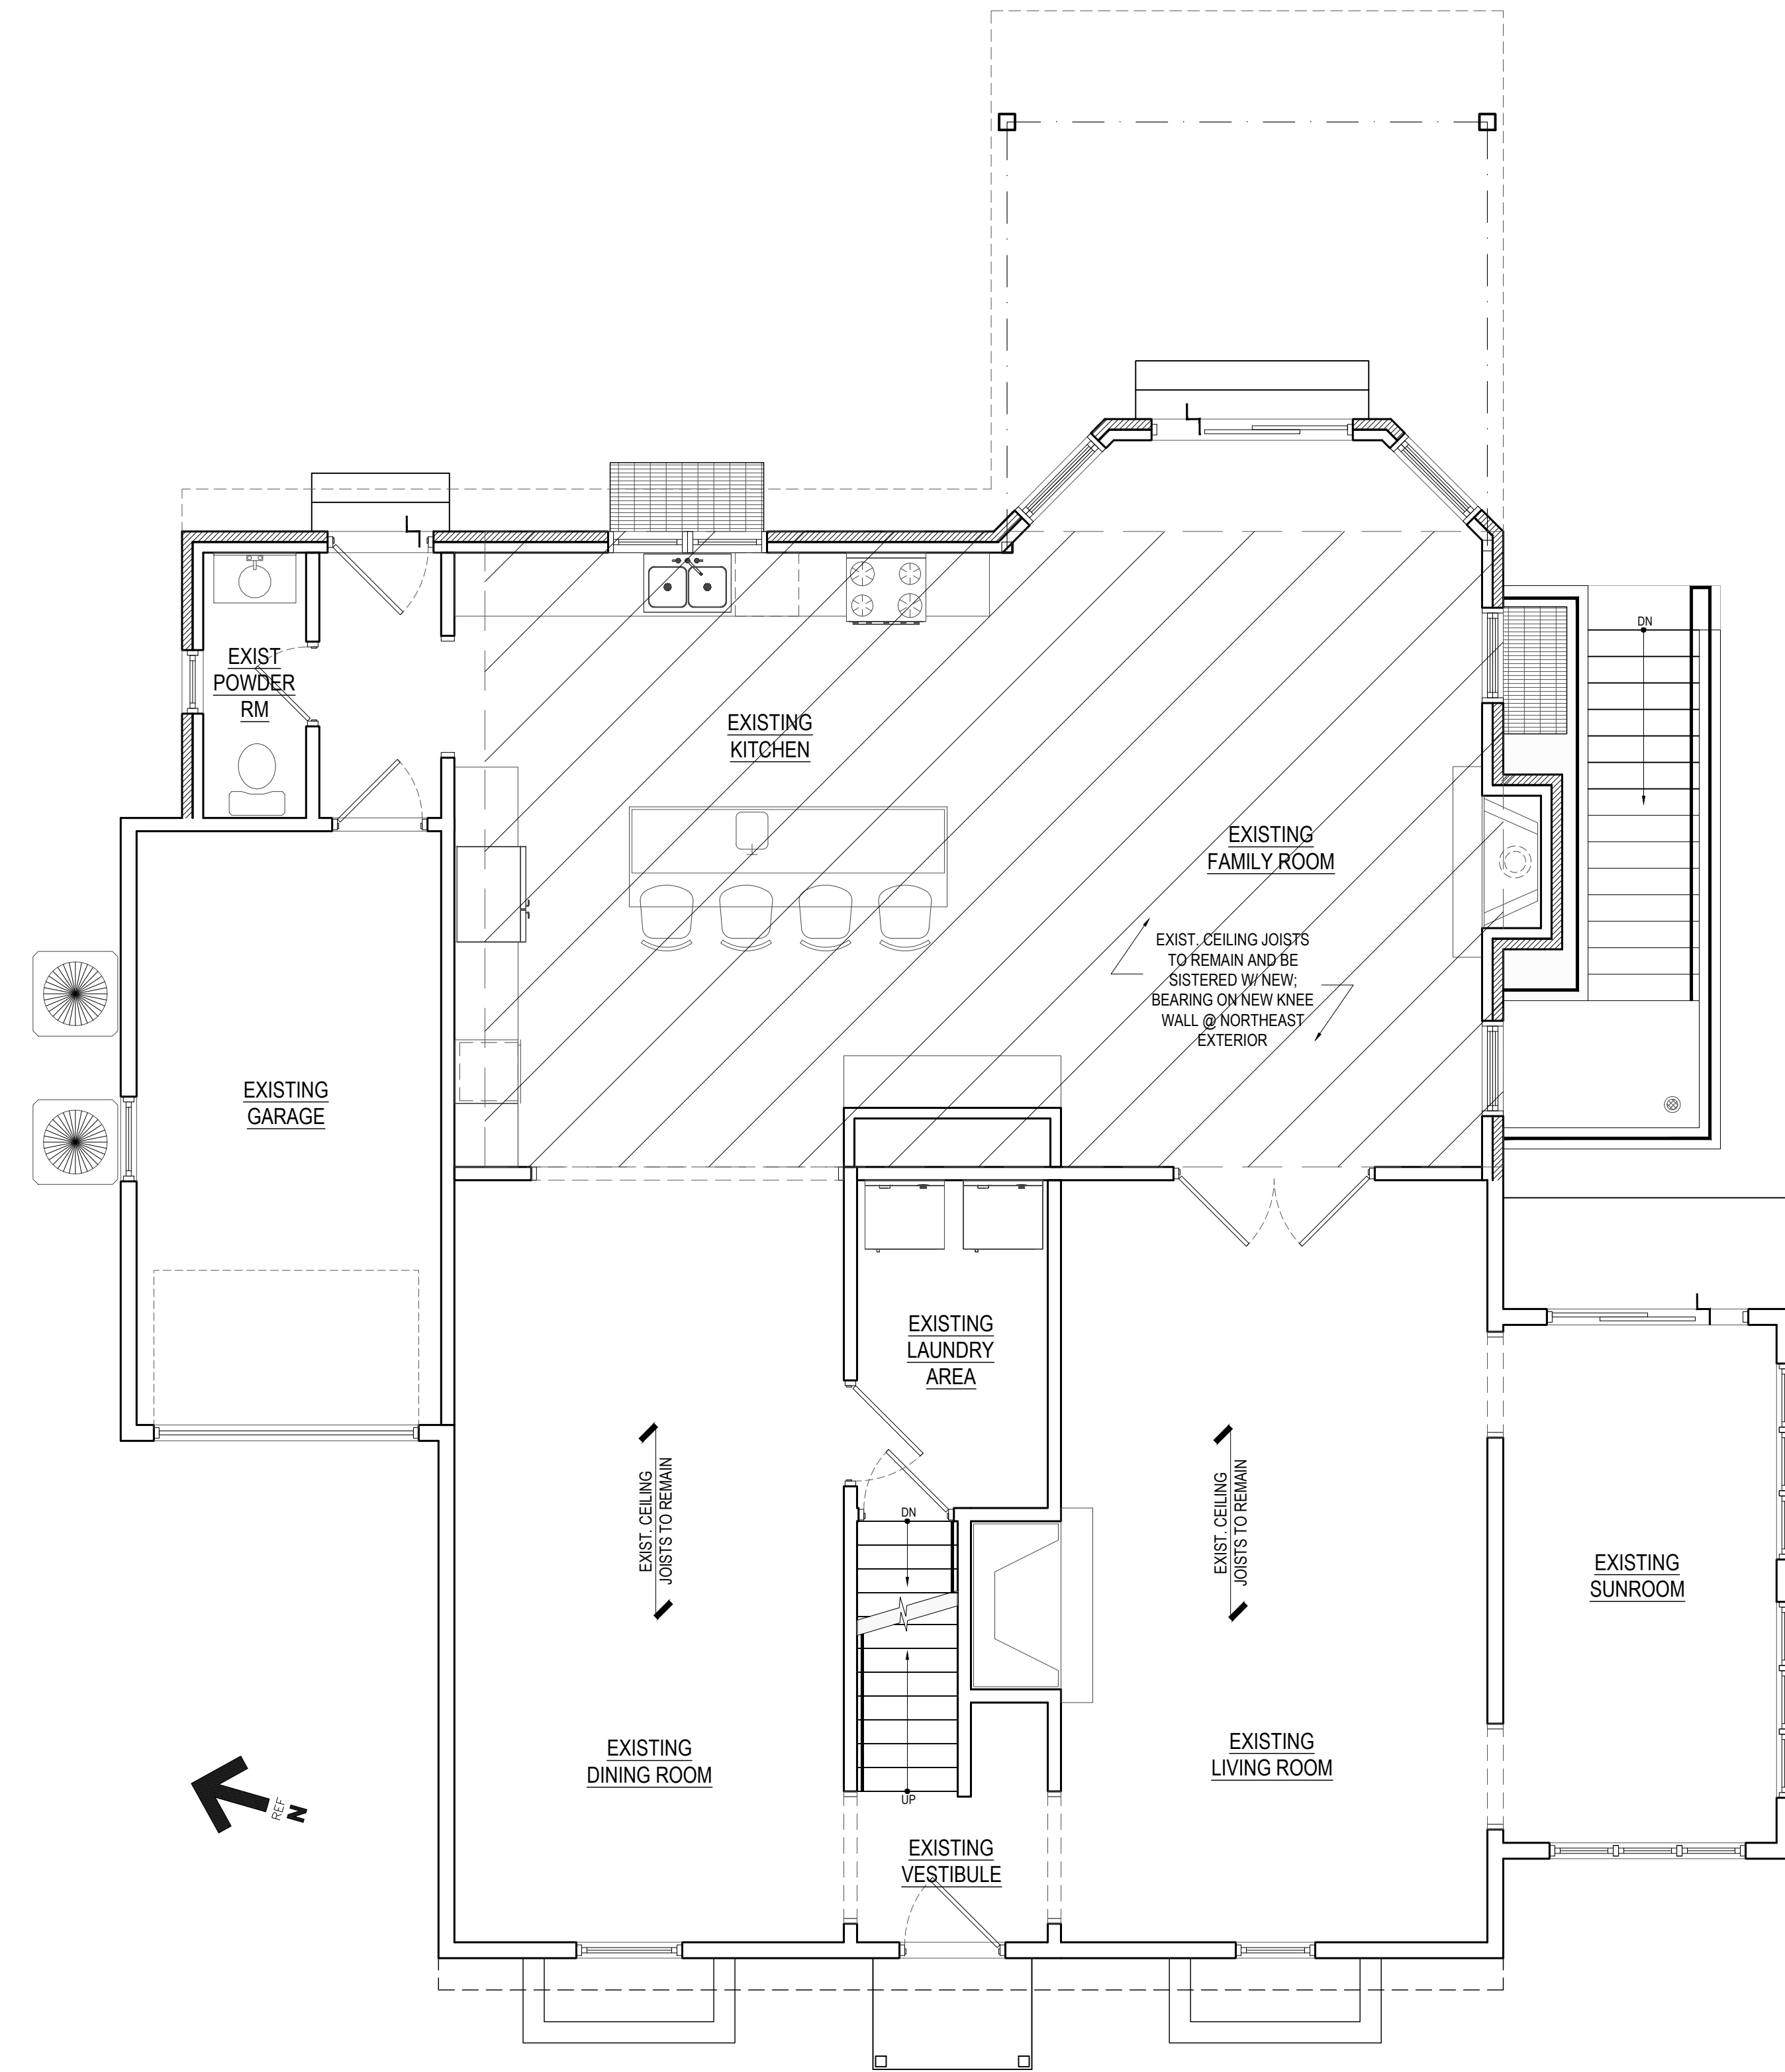 DN
EXIST
POWDER
RM
EXISTING
KITCHEN
EXISTING
FAMILY ROOM
EXIST. CEILING JOISTS
TO REMAIN AND BE
SISTERED W/ NEW;
BEARING ON NEW KNEE
WALL @ NORTHEAST
EXTERIOR
EXISTING
GARAGE
EXISTING
LAUNDRY
AREA
EXIST. CEILING
JOISTS TO REMAIN
EXIST. CEILING
JOISTS TO REMAIN
DN
EXISTING
SUNROOM
EXISTING
DINING ROOM
EXISTING
LIVING ROOM
UP
REF
N
EXISTING
VESTIBULE